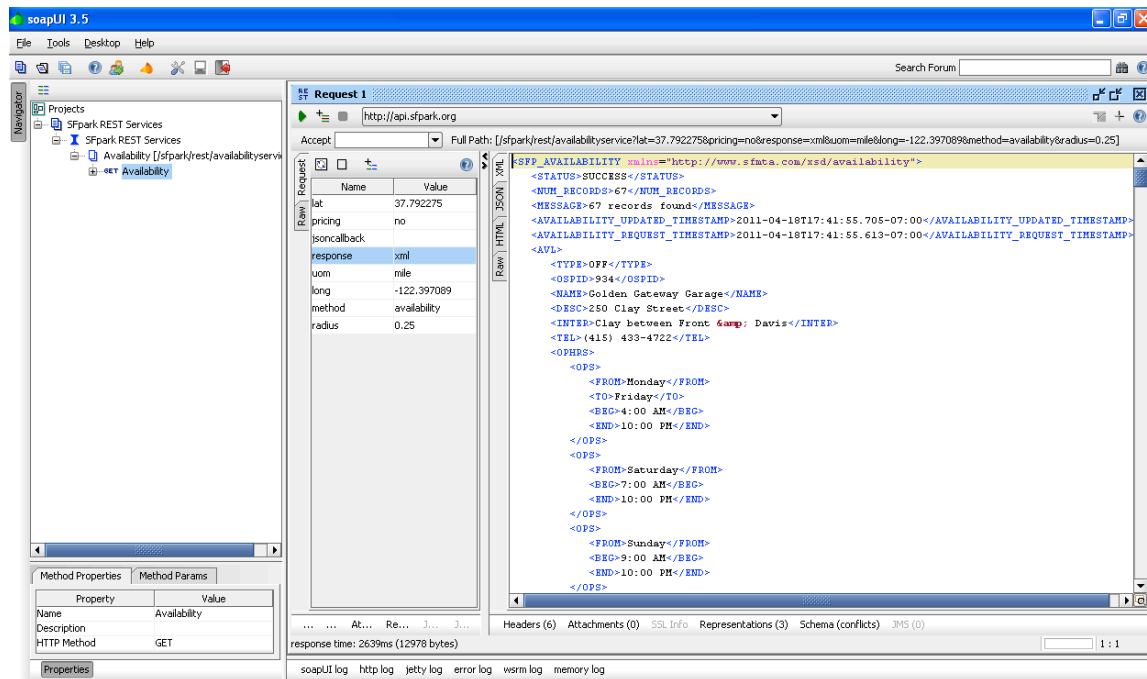 soapUI 3.5
File Tools Desktop Help
Search Forum
Navigator
Projects
SFpark REST Services
SFpark REST Services
Availability [/sfpark/rest/availabilityservi
GET Availability
REST Request 1
http://api.sfpark.org
Accept Full Path: [/sfpark/rest/availabilityservice?lat=37.792275&pricing=no&response=xml&uom=mile&long=-122.397089&method=availability&radius=0.25]
Request
Raw
Name Value
lat 37.792275
pricing no
jsoncallback
response xml
uom mile
long -122.397089
method availability
radius 0.25
XML
JSON
HTML
Raw
<SFP_AVAILABILITY xmlns="http://www.sfmta.com/xsd/availability">
<STATUS>SUCCESS</STATUS>
<NUM_RECORDS>67</NUM_RECORDS>
<MESSAGE>67 records found</MESSAGE>
<AVAILABILITY_UPDATED_TIMESTAMP>2011-04-18T17:41:55.705-07:00</AVAILABILITY_UPDATED_TIMESTAMP>
<AVAILABILITY_REQUEST_TIMESTAMP>2011-04-18T17:41:55.613-07:00</AVAILABILITY_REQUEST_TIMESTAMP>
<AVL>
<TYPE>OFF</TYPE>
<OSPID>934</OSPID>
<NAME>Golden Gateway Garage</NAME>
<DESC>250 Clay Street</DESC>
<INTER>Clay between Front &amp; Davis</INTER>
<TEL>(415) 433-4722</TEL>
<OPHRS>
<OPS>
<FROM>Monday</FROM>
<TO>Friday</TO>
<BEG>4:00 AM</BEG>
<END>10:00 PM</END>
</OPS>
<OPS>
<FROM>Saturday</FROM>
<BEG>7:00 AM</BEG>
<END>10:00 PM</END>
</OPS>
<OPS>
<FROM>Sunday</FROM>
<BEG>9:00 AM</BEG>
<END>10:00 PM</END>
</OPS>
Method Properties Method Params
Property Value
Name Availability
Description
HTTP Method GET
Properties
... ... At... Re... J... J...
Headers (6) Attachments (0) SSL Info Representations (3) Schema (conflicts) JMS (0)
response time: 2639ms (12978 bytes)
1 : 1
soapUI log http log jetty log error log wsrm log memory log